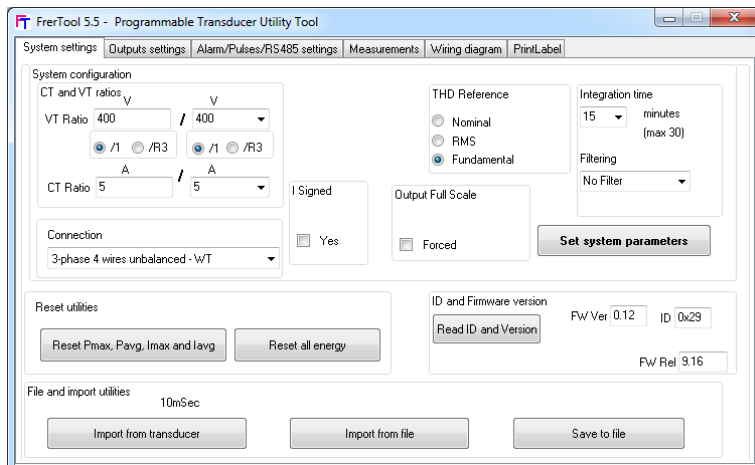 FrerTool 5.5 - Programmable Transducer Utility Tool
System settings Outputs settings Alarm/Pulses/RS485 settings Measurements Wiring diagram PrintLabel
System configuration
CT and VT ratios
V V
VT Ratio 400 / 400
/1 /R3 /1 /R3
A A
CT Ratio 5 / 5
Connection
3-phase 4 wires unbalanced - WT
I Signed
Yes
THD Reference
Nominal
RMS
Fundamental
Output Full Scale
Forced
Integration time
15 minutes
(max 30)
Filtering
No Filter
Set system parameters
Reset utilities
Reset Pmax, Pavg, Imax and Iavg Reset all energy
ID and Firmware version
Read ID and Version FW Ver 0.12 ID 0x29
FW Rel 9.16
File and import utilities
10mSec
Import from transducer Import from file Save to file